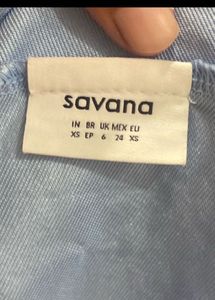 savana
IN BR UK MEX EU
XS EP 6 24 XS